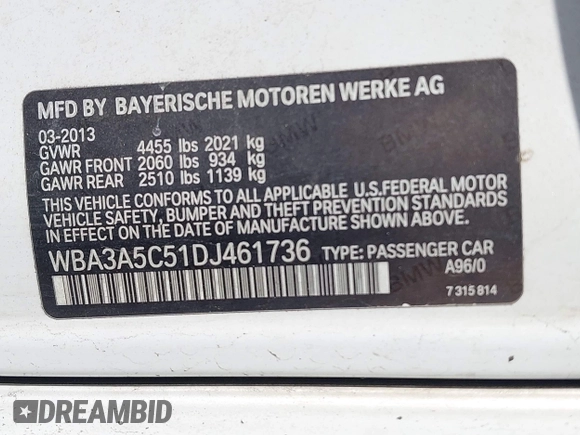 MFD BY BAYERISCHE MOTOREN WERKE AG
03-2013
GVWR 4455 lbs 2021 kg
GAWR FRONT 2060 lbs 934 kg
GAWR REAR 2510 lbs 1139 kg
THIS VEHICLE CONFORMS TO ALL APPLICABLE U.S.FEDERAL MOTOR
VEHICLE SAFETY, BUMPER AND THEFT PREVENTION STANDARDS
IN EFFECT ON THE DATE OF MANUFACTURE SHOWN ABOVE.
WBA3A5C51DJ461736 TYPE: PASSENGER CAR
A96/0
7 315 814
DREAMBID